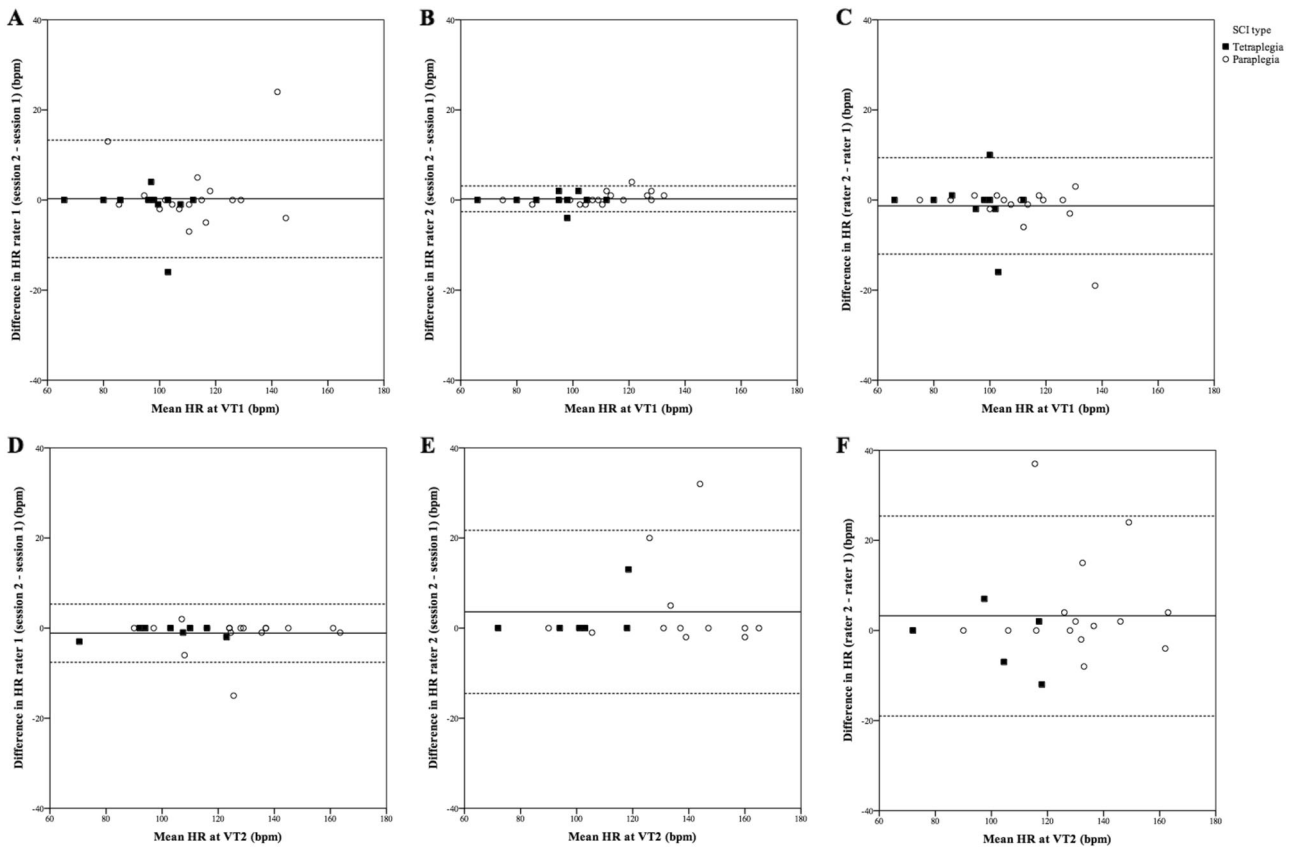 A
B
C
SCI type
Tetraplegia
Paraplegia
Difference in HR rater 1 (session 2 - session 1) (bpm)
40
20
0
-20
-40
60 80 100 120 140 160 180
Mean HR at VT1 (bpm)
Difference in HR rater 2 (session 2 - session 1) (bpm)
40
20
0
-20
-40
60 80 100 120 140 160 180
Mean HR at VT1 (bpm)
Difference in HR (rater 2 - rater 1) (bpm)
40
20
0
-20
-40
60 80 100 120 140 160 180
Mean HR at VT1 (bpm)
D
E
F
Difference in HR rater 1 (session 2 - session 1) (bpm)
40
20
0
-20
-40
60 80 100 120 140 160 180
Mean HR at VT2 (bpm)
Difference in HR rater 2 (session 2 - session 1) (bpm)
40
20
0
-20
-40
60 80 100 120 140 160 180
Mean HR at VT2 (bpm)
Difference in HR (rater 2 - rater 1) (bpm)
40
20
0
-20
-40
60 80 100 120 140 160 180
Mean HR at VT2 (bpm)